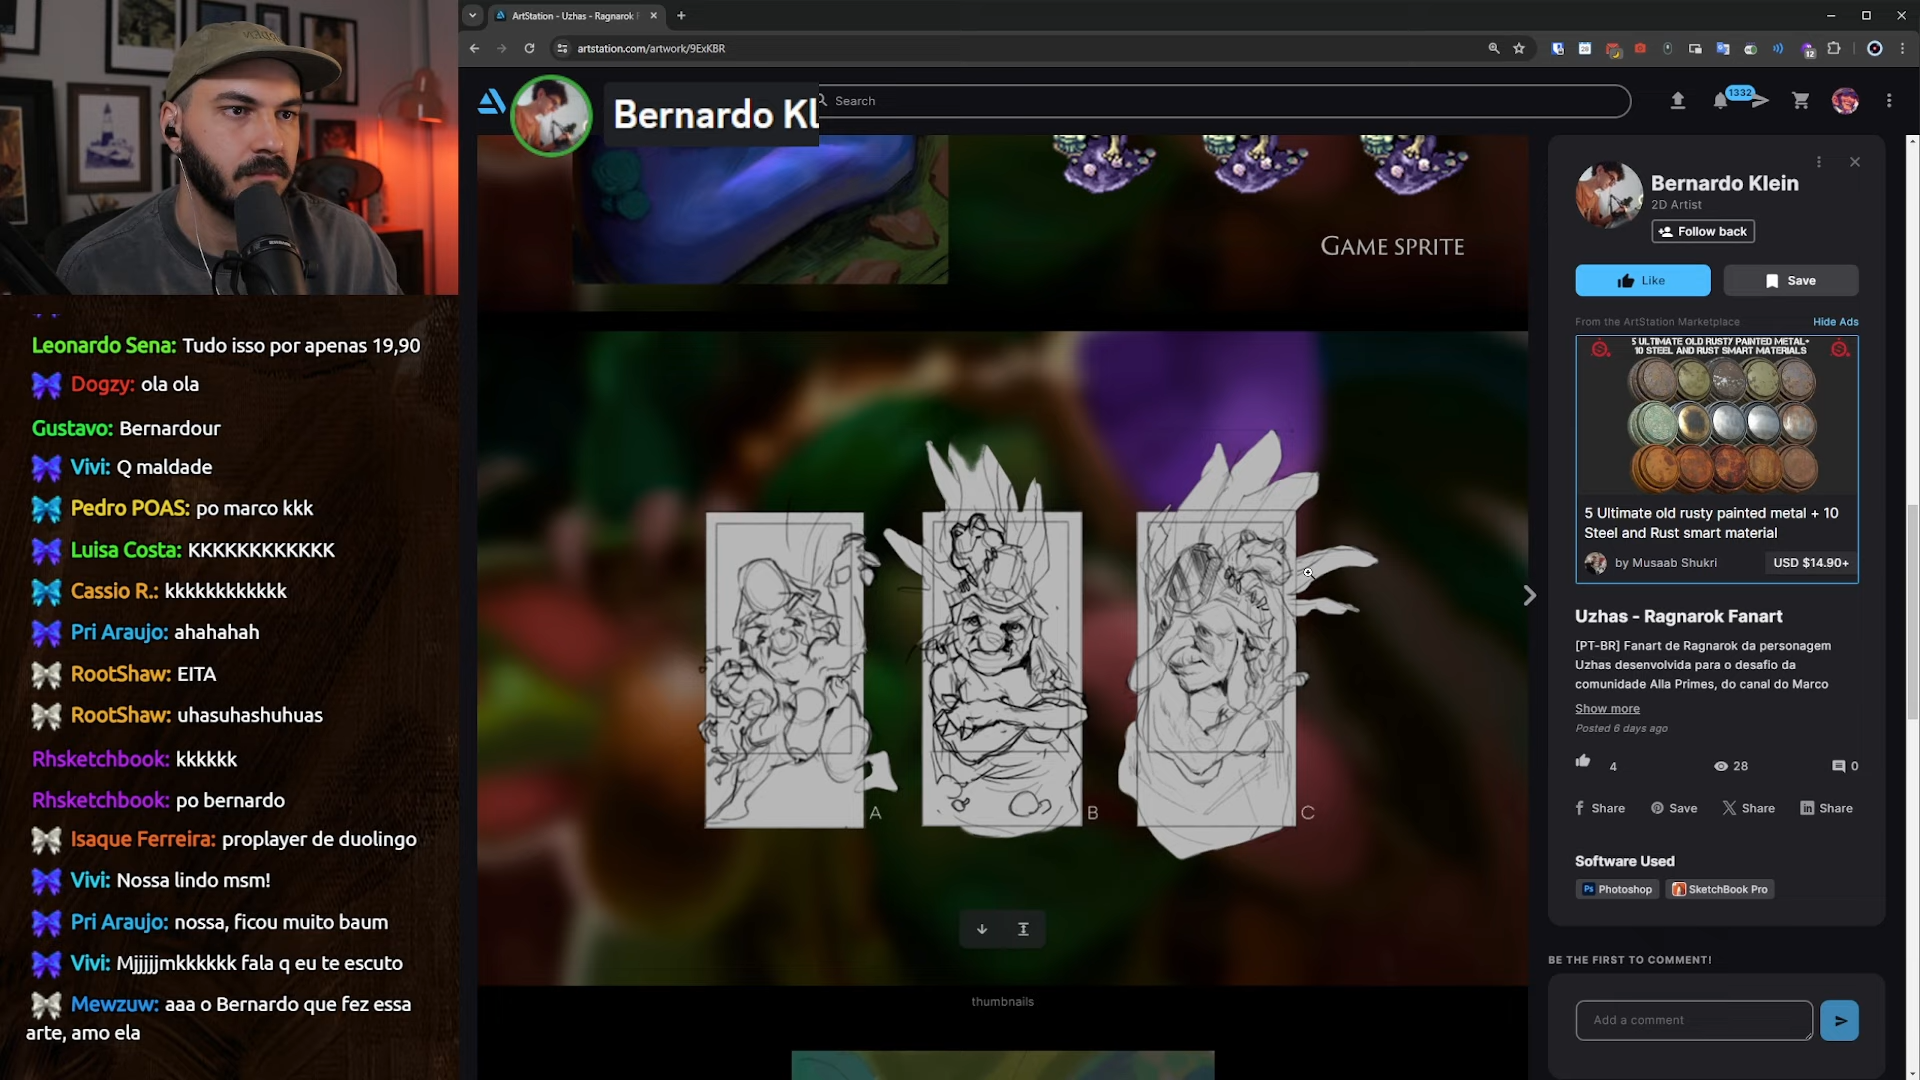 ArtStation - Uzhas - Ragnarok F
artstation.com/artwork/9ExKBR
Bernardo Kl
Search
1332
12
GAME SPRITE
Leonardo Sena: Tudo isso por apenas 19,90
Dogzy: ola ola
Gustavo: Bernardour
Vivi: Q maldade
Pedro POAS: po marco kkk
Luisa Costa: KKKKKKKKKKKK
Cassio R.: kkkkkkkkkkkk
Pri Araujo: ahahahah
RootShaw: EITA
RootShaw: uhasuhashuhuas
Rhsketchbook: kkkkkk
Rhsketchbook: po bernardo
Isaque Ferreira: proplayer de duolingo
Vivi: Nossa lindo msm!
Pri Araujo: nossa, ficou muito baum
Vivi: Mjjjjjmkkkkkk fala q eu te escuto
Mewzuw: aaa o Bernardo que fez essa
arte, amo ela
A
B
C
thumbnails
Bernardo Klein
2D Artist
Follow back
Like
Save
From the ArtStation Marketplace
Hide Ads
5 ULTIMATE OLD RUSTY PAINTED METAL+
10 STEEL AND RUST SMART MATERIALS
5 Ultimate old rusty painted metal + 10
Steel and Rust smart material
by Musaab Shukri
USD $14.90+
Uzhas - Ragnarok Fanart
[PT-BR] Fanart de Ragnarok da personagem
Uzhas desenvolvida para o desafio da
comunidade Alla Primes, do canal do Marco
Show more
Posted 6 days ago
4
28
0
Share
Save
Share
Share
Software Used
Ps Photoshop
SketchBook Pro
BE THE FIRST TO COMMENT!
Add a comment